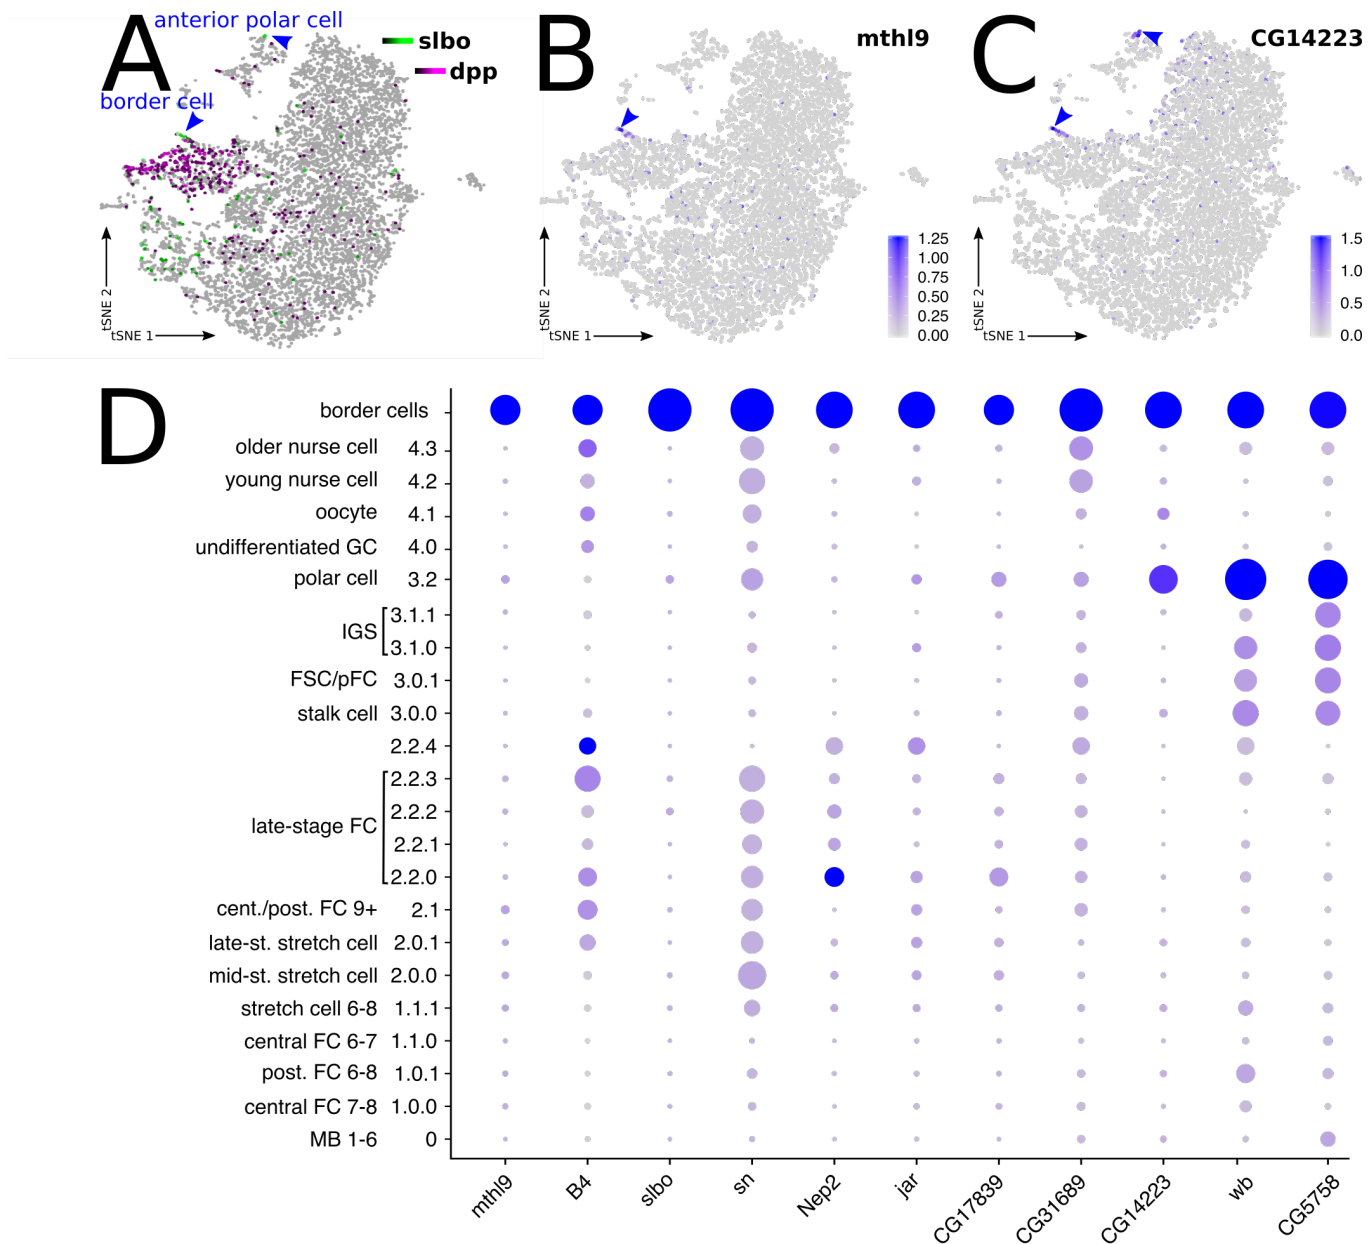 A
anterior polar cell
slbo
dpp
border cell
tSNE 2
tSNE 1
B
mthl9
1.25
1.00
0.75
0.50
0.25
0.00
tSNE 2
tSNE 1
C
CG14223
1.5
1.0
0.5
0.0
tSNE 2
tSNE 1
D
border cells
older nurse cell 4.3
young nurse cell 4.2
oocyte 4.1
undifferentiated GC 4.0
polar cell 3.2
3.1.1
IGS
3.1.0
FSC/pFC 3.0.1
stalk cell 3.0.0
2.2.4
2.2.3
2.2.2
late-stage FC
2.2.1
2.2.0
cent./post. FC 9+ 2.1
late-st. stretch cell 2.0.1
mid-st. stretch cell 2.0.0
stretch cell 6-8 1.1.1
central FC 6-7 1.1.0
post. FC 6-8 1.0.1
central FC 7-8 1.0.0
MB 1-6 0
mthl9
B4
slbo
sn
Nep2
jar
CG17839
CG31689
CG14223
wb
CG5758